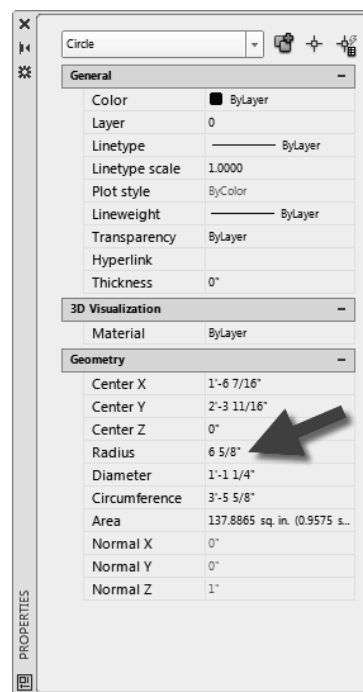 Circle
General
Color ByLayer
Layer 0
Linetype ByLayer
Linetype scale 1.0000
Plot style ByColor
Lineweight ByLayer
Transparency ByLayer
Hyperlink
Thickness 0"
3D Visualization
Material ByLayer
Geometry
Center X 1'-6 7/16"
Center Y 2'-3 11/16"
Center Z 0"
Radius 6 5/8"
Diameter 1'-1 1/4"
Circumference 3'-5 5/8"
Area 137.8865 sq. in. (0.9575 s...
Normal X 0"
Normal Y 0"
Normal Z 1"
PROPERTIES